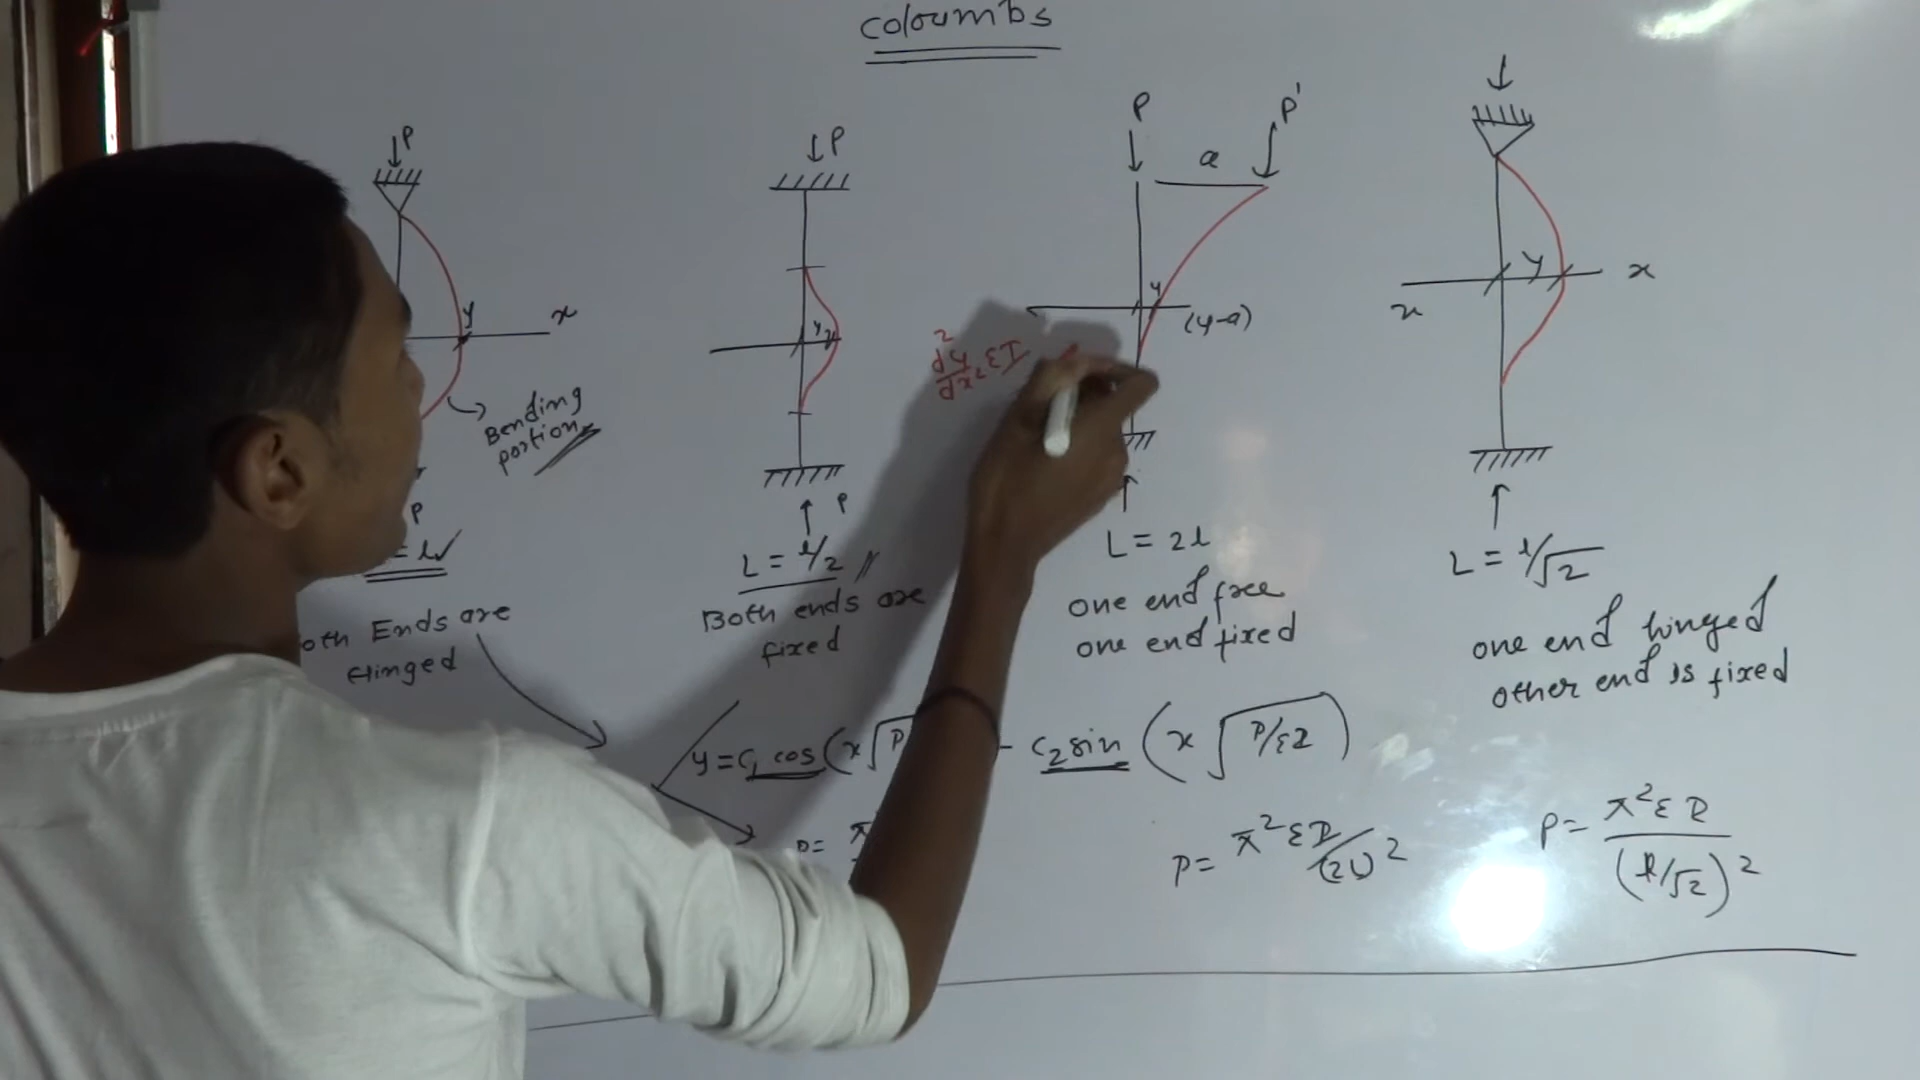 coloumbs
↓P
↓P
P
↓
a
P'
↓
x
y
y
y
(y-a)
y
x
x
d²y/dx² EI
Bending
portion
P
P
= l
L = l/2
L = 2l
L = l/√2
oth Ends are
Hinged
Both ends are
fixed
one end free
one end fixed
one end hinged
other end is fixed
y = c₁ cos (x √P
- c₂ sin (x √P/EI)
P =
P = π²EI/(2l)²
P = π²EI/(l/√2)²